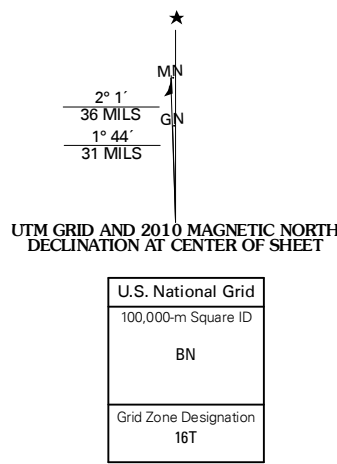 MN
2° 1´
36 MILS
GN
1° 44´
31 MILS
UTM GRID AND 2010 MAGNETIC NORTH
DECLINATION AT CENTER OF SHEET
U.S. National Grid
100,000-m Square ID
BN
Grid Zone Designation
16T